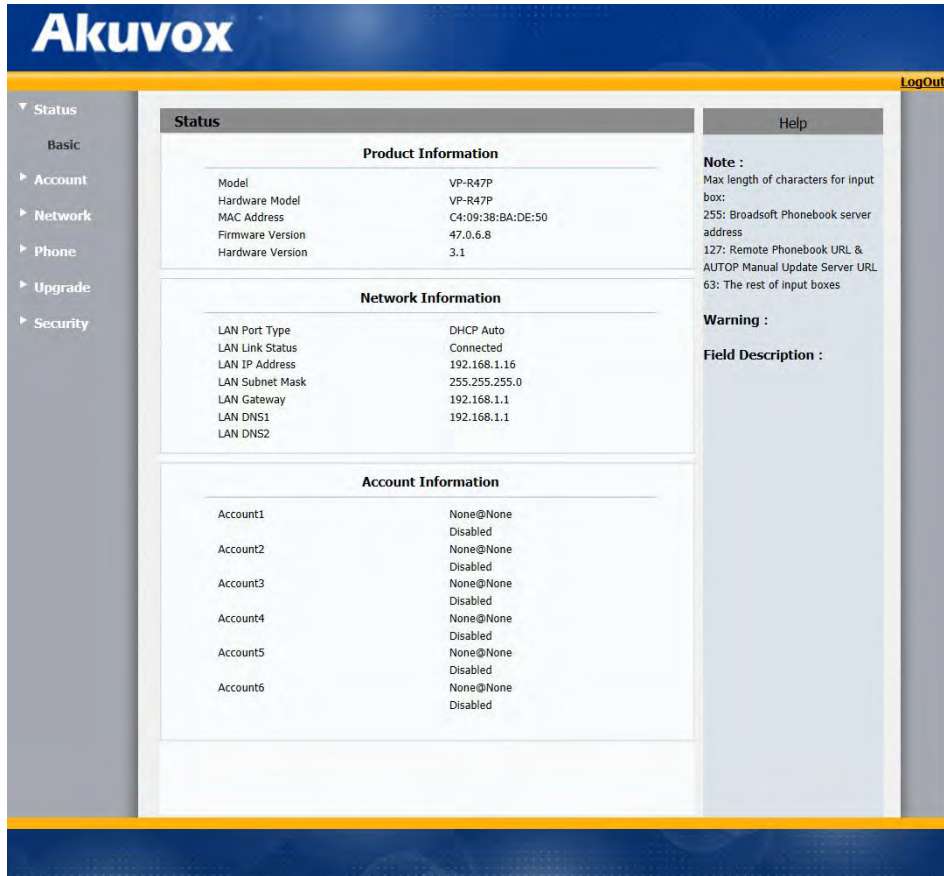 Akuvox
LogOut
Status
Basic
Account
Network
Phone
Upgrade
Security
Status
Product Information
Model VP-R47P
Hardware Model VP-R47P
MAC Address C4:09:38:BA:DE:50
Firmware Version 47.0.6.8
Hardware Version 3.1
Network Information
LAN Port Type DHCP Auto
LAN Link Status Connected
LAN IP Address 192.168.1.16
LAN Subnet Mask 255.255.255.0
LAN Gateway 192.168.1.1
LAN DNS1 192.168.1.1
LAN DNS2
Account Information
Account1 None@None
Disabled
Account2 None@None
Disabled
Account3 None@None
Disabled
Account4 None@None
Disabled
Account5 None@None
Disabled
Account6 None@None
Disabled
Help
Note :
Max length of characters for input
box:
255: Broadsoft Phonebook server
address
127: Remote Phonebook URL &
AUTOP Manual Update Server URL
63: The rest of input boxes
Warning :
Field Description :